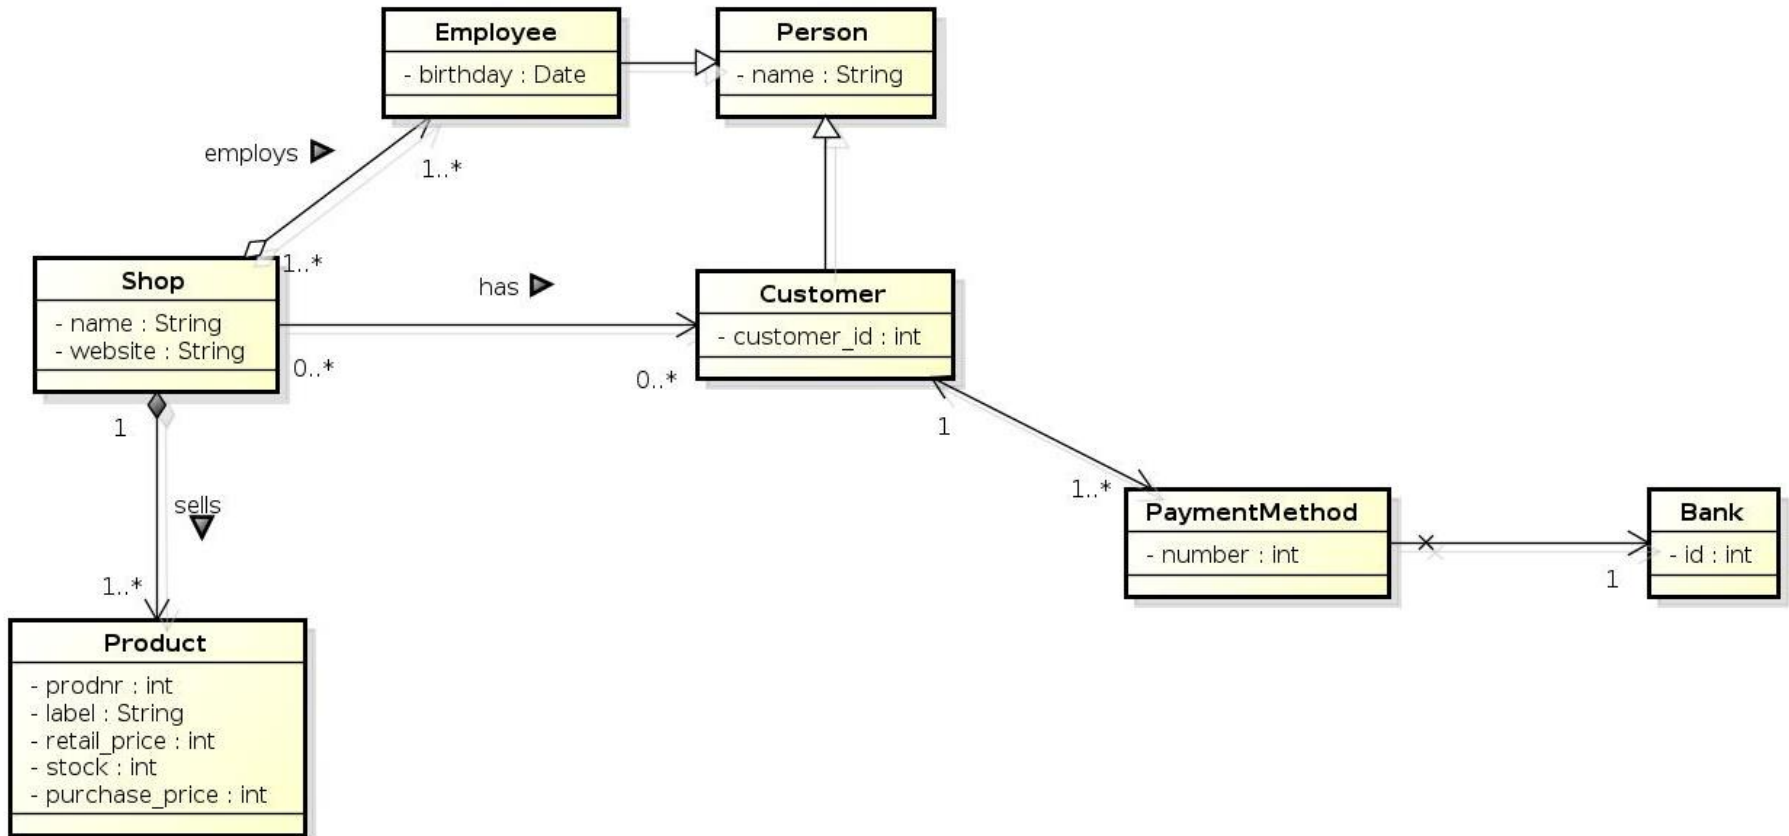 Employee
- birthday : Date
Person
- name : String
employs
1..*
1..*
Shop
- name : String
- website : String
has
0..*
0..*
Customer
- customer_id : int
1
1
1..*
sells
1..*
PaymentMethod
- number : int
1
Bank
- id : int
Product
- prodnr : int
- label : String
- retail_price : int
- stock : int
- purchase_price : int